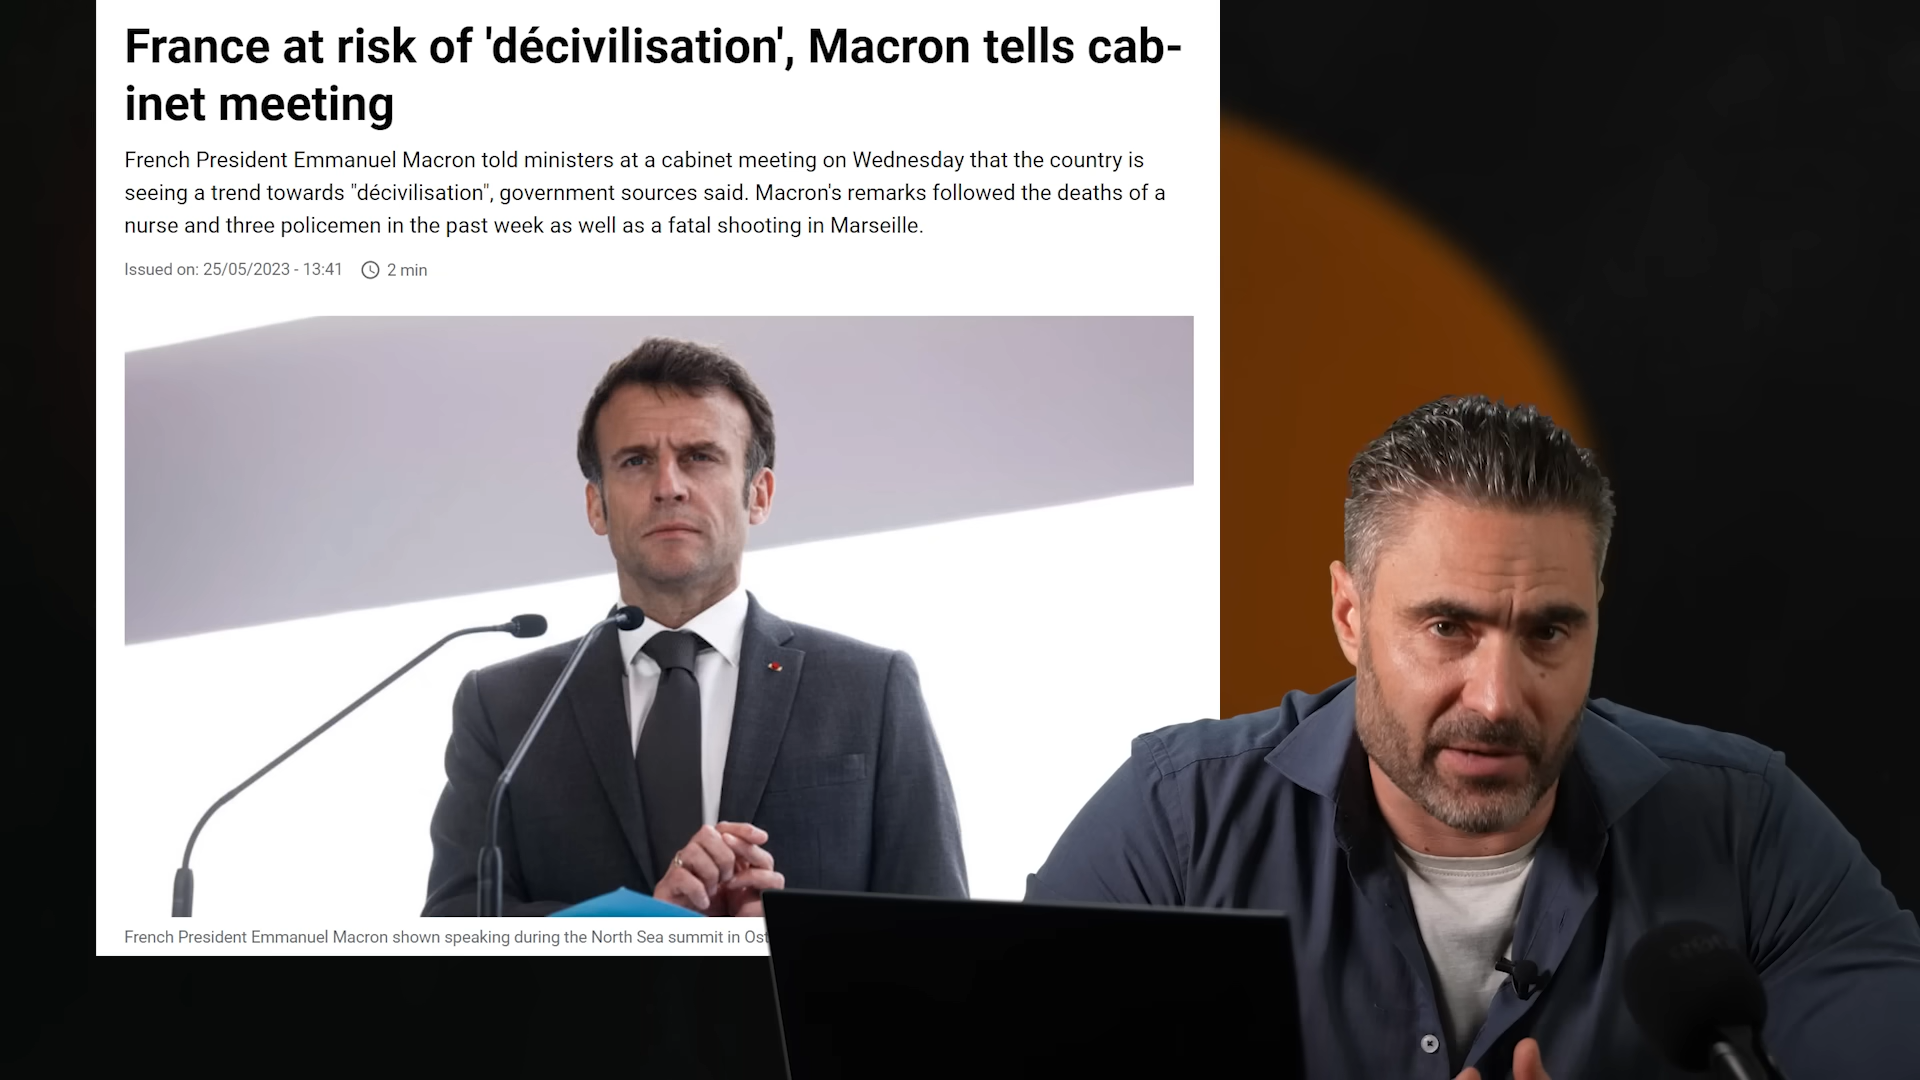 France at risk of 'décivilisation', Macron tells cab-
inet meeting
French President Emmanuel Macron told ministers at a cabinet meeting on Wednesday that the country is
seeing a trend towards "décivilisation", government sources said. Macron's remarks followed the deaths of a
nurse and three policemen in the past week as well as a fatal shooting in Marseille.
Issued on: 25/05/2023 - 13:41 2 min
French President Emmanuel Macron shown speaking during the North Sea summit in